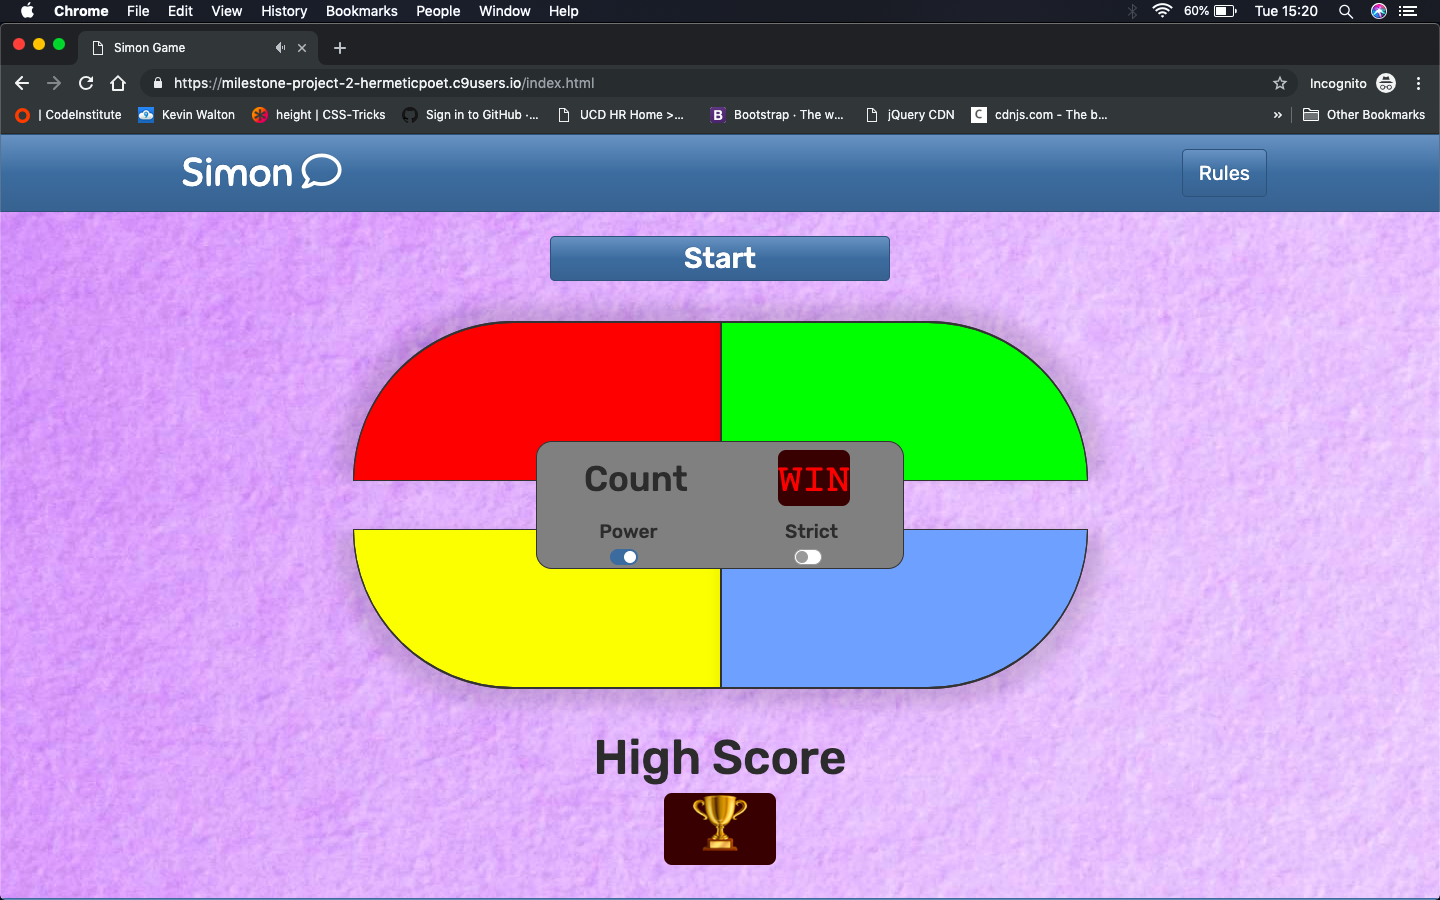 Chrome File Edit View History Bookmarks People Window Help 60% Tue 15:20
Simon Game
https://milestone-project-2-hermeticpoet.c9users.io/index.html Incognito
| CodeInstitute Kevin Walton height | CSS-Tricks Sign in to GitHub ·... UCD HR Home >... B Bootstrap · The w... jQuery CDN C cdnjs.com - The b... » Other Bookmarks
Simon Rules
Start
Count WIN
Power Strict
High Score